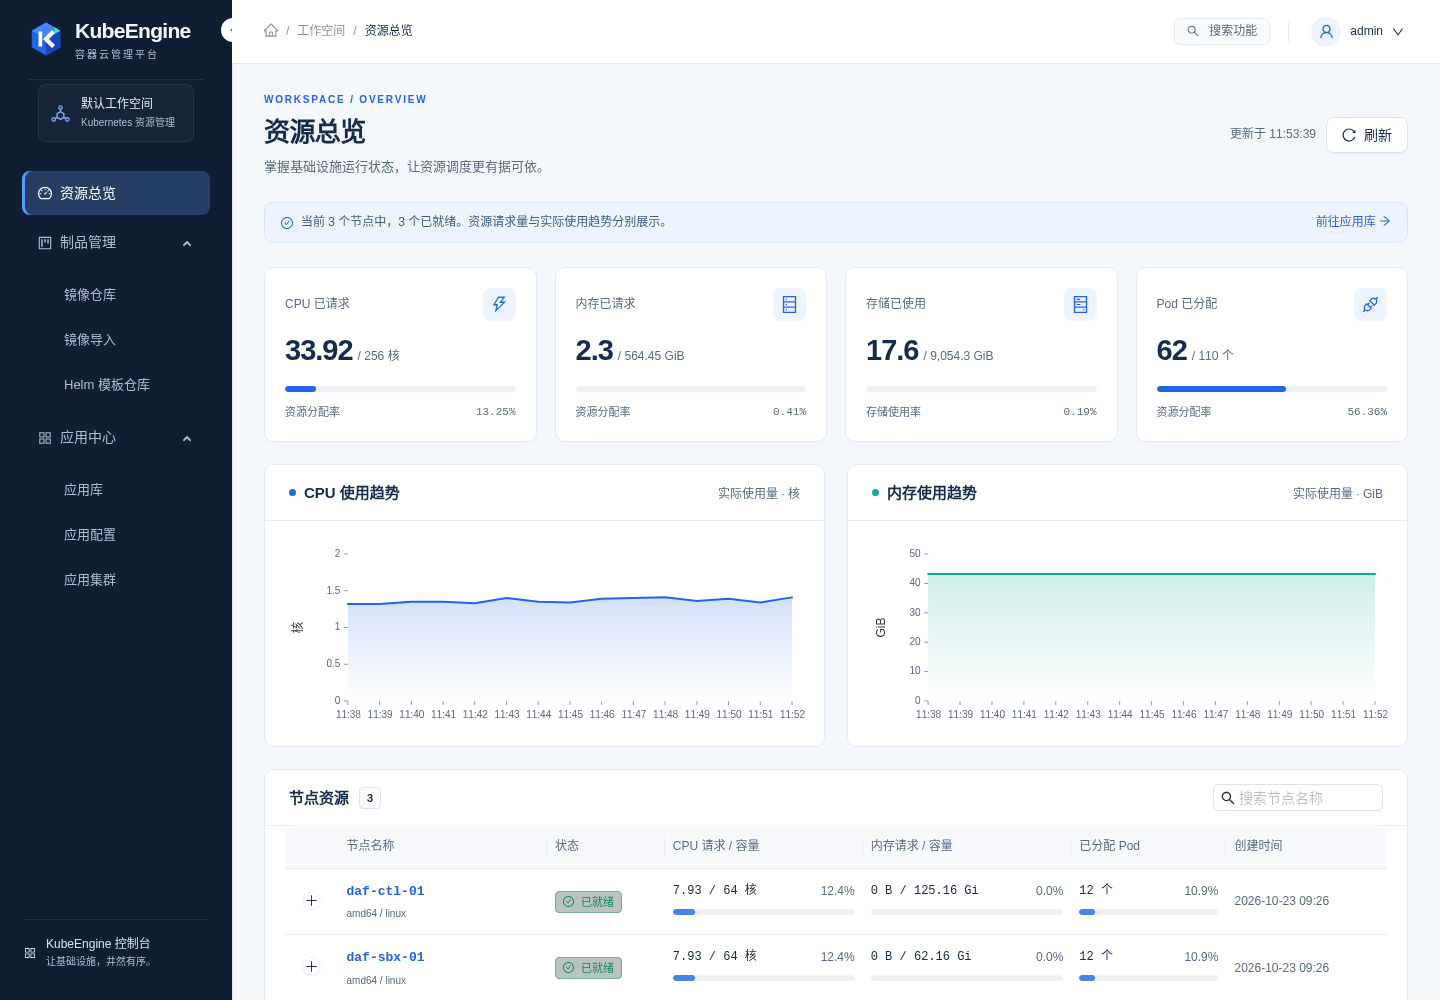 KubeEngine
容器云管理平台
默认工作空间
Kubernetes 资源管理
资源总览
制品管理
镜像仓库
镜像导入
Helm 模板仓库
应用中心
应用库
应用配置
应用集群
KubeEngine 控制台
让基础设施，井然有序。
/ 工作空间 / 资源总览
搜索功能
admin
WORKSPACE / OVERVIEW
资源总览
掌握基础设施运行状态，让资源调度更有据可依。
更新于 11:53:39
刷新
当前 3 个节点中，3 个已就绪。资源请求量与实际使用趋势分别展示。
前往应用库
CPU 已请求
33.92 / 256 核
资源分配率 13.25%
内存已请求
2.3 / 564.45 GiB
资源分配率 0.41%
存储已使用
17.6 / 9,054.3 GiB
存储使用率 0.19%
Pod 已分配
62 / 110 个
资源分配率 56.36%
CPU 使用趋势
实际使用量 · 核
2
1.5
1
0.5
0
核
11:38 11:39 11:40 11:41 11:42 11:43 11:44 11:45 11:46 11:47 11:48 11:49 11:50 11:51 11:52
内存使用趋势
实际使用量 · GiB
50
40
30
20
10
0
GiB
11:38 11:39 11:40 11:41 11:42 11:43 11:44 11:45 11:46 11:47 11:48 11:49 11:50 11:51 11:52
节点资源 3
搜索节点名称
节点名称 状态 CPU 请求 / 容量 内存请求 / 容量 已分配 Pod 创建时间
daf-ctl-01
amd64 / linux
已就绪
7.93 / 64 核 12.4%
0 B / 125.16 Gi 0.0%
12 个 10.9%
2026-10-23 09:26
daf-sbx-01
amd64 / linux
已就绪
7.93 / 64 核 12.4%
0 B / 62.16 Gi 0.0%
12 个 10.9%
2026-10-23 09:26